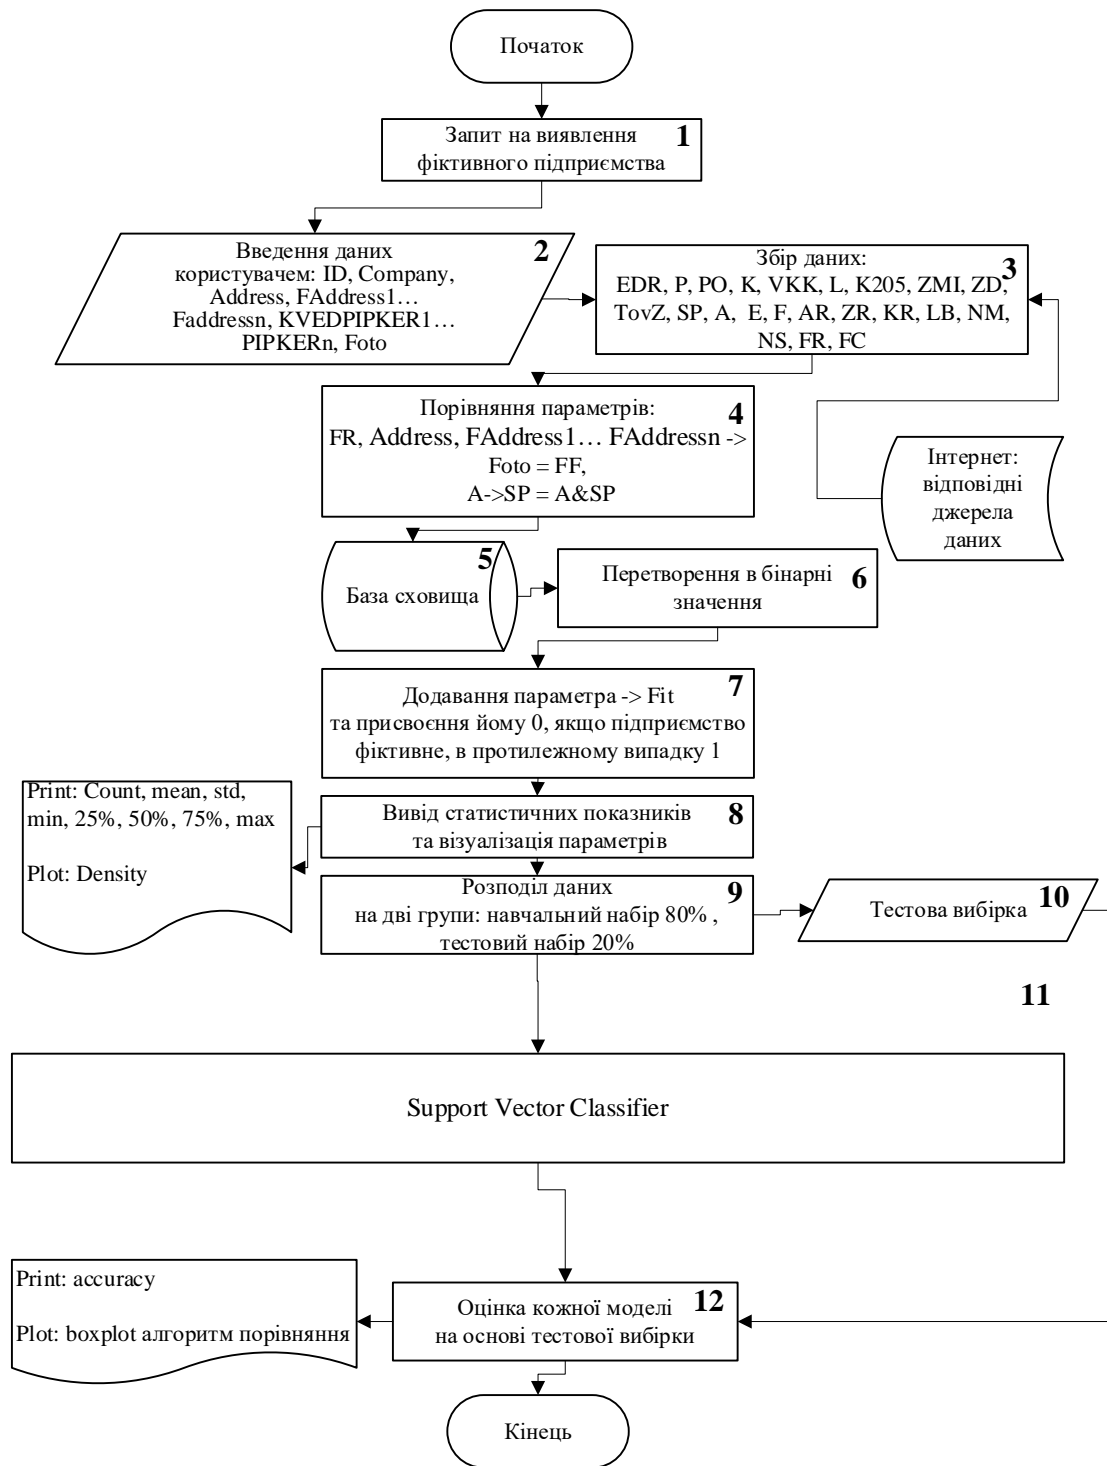 Початок
Запит на виявлення
фіктивного підприємства
1
Введення даних
користувачем: ID, Company,
Address, FAddress1...
Faddressn, KVEDPIPKER1...
PIPKERn, Foto
2
Збір даних:
EDR, P, PO, K, VKK, L, K205, ZMI, ZD,
TovZ, SP, A, E, F, AR, ZR, KR, LB, NM,
NS, FR, FC
3
Порівняння параметрів:
FR, Address, FAddress1... FAddressn ->
Foto = FF,
A->SP = A&SP
4
Інтернет:
відповідні
джерела
даних
База сховища
5
Перетворення в бінарні
значення
6
Додавання параметра -> Fit
та присвоєння йому 0, якщо підприємство
фіктивне, в протилежному випадку 1
7
Print: Count, mean, std,
min, 25%, 50%, 75%, max
Plot: Density
Вивід статистичних показників
та візуалізація параметрів
8
Розподіл даних
на дві групи: навчальний набір 80% ,
тестовий набір 20%
9
Тестова вибірка
10
11
Support Vector Classifier
Print: accuracy
Plot: boxplot алгоритм порівняння
Оцінка кожної моделі
на основі тестової вибірки
12
Кінець